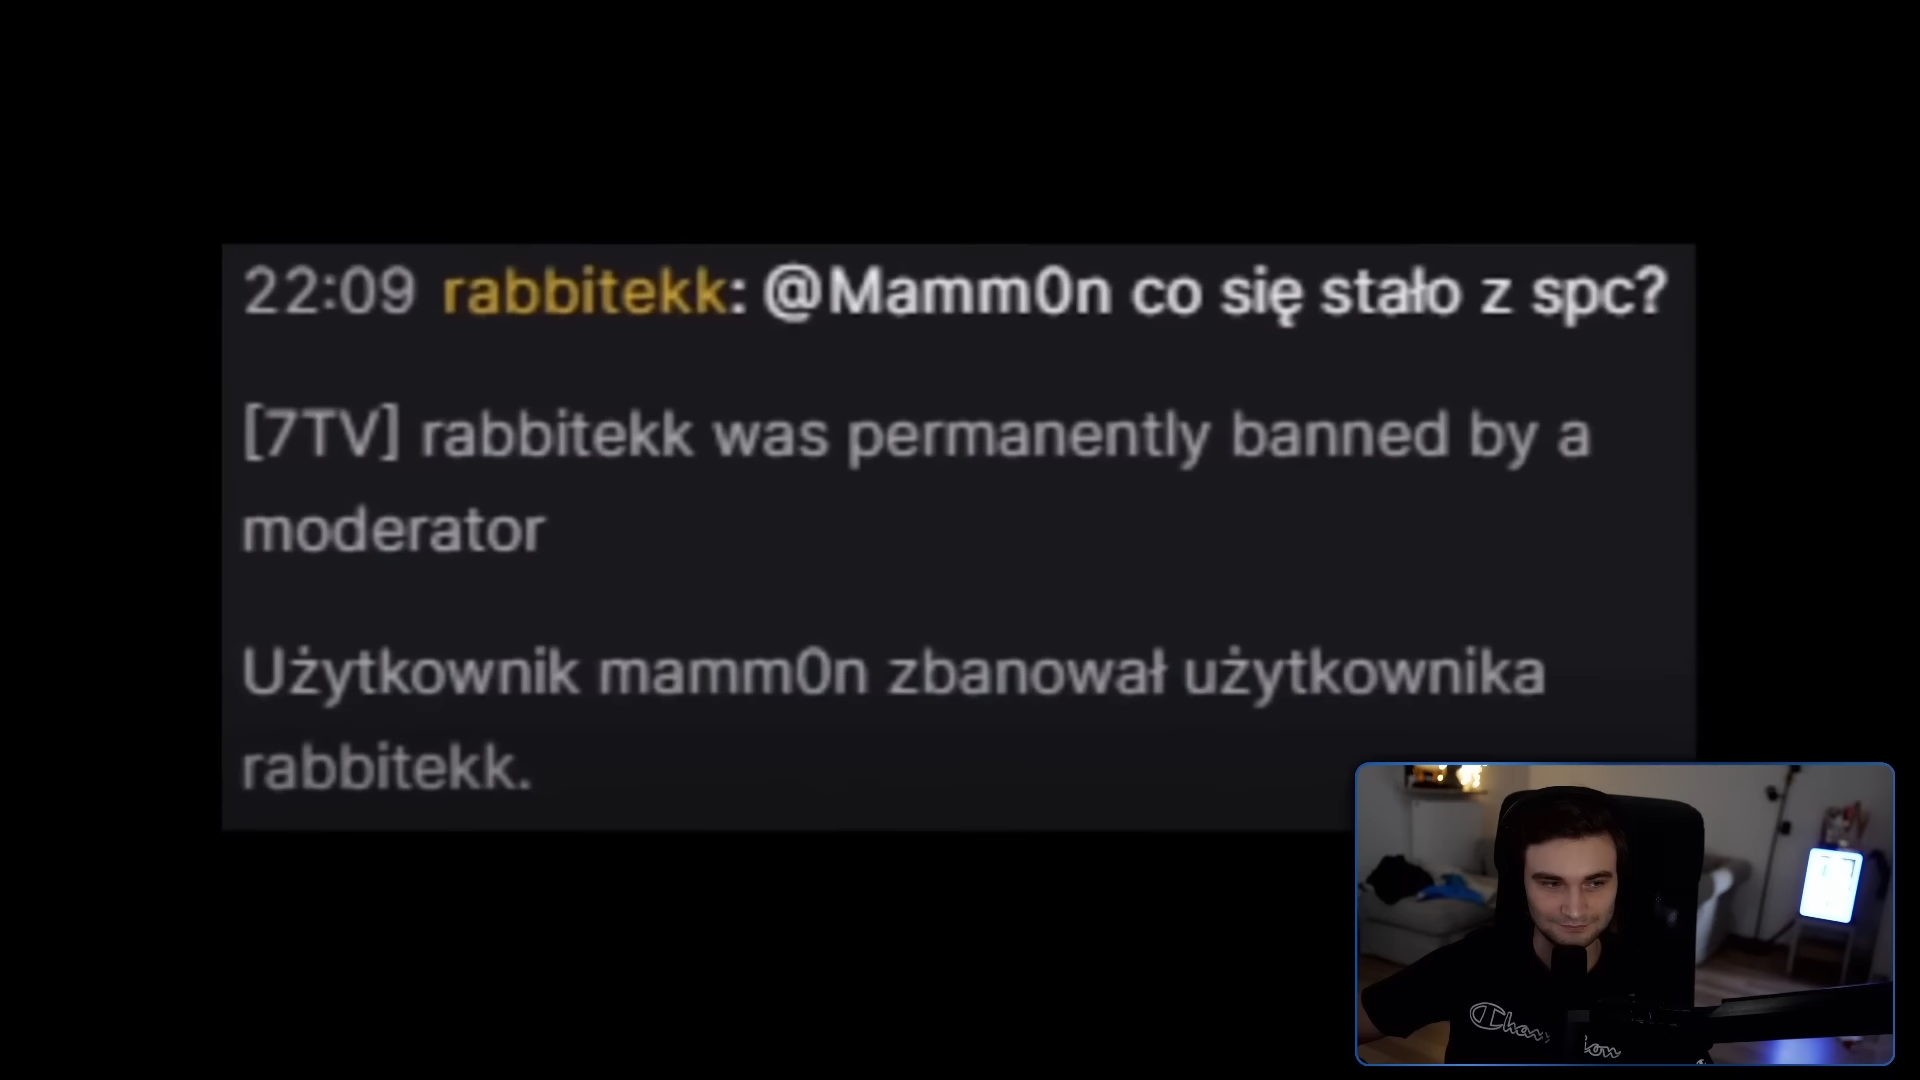 22:09 rabbitekk: @Mamm0n co się stało z spc?
[7TV] rabbitekk was permanently banned by a
moderator
Użytkownik mamm0n zbanował użytkownika
rabbitekk.